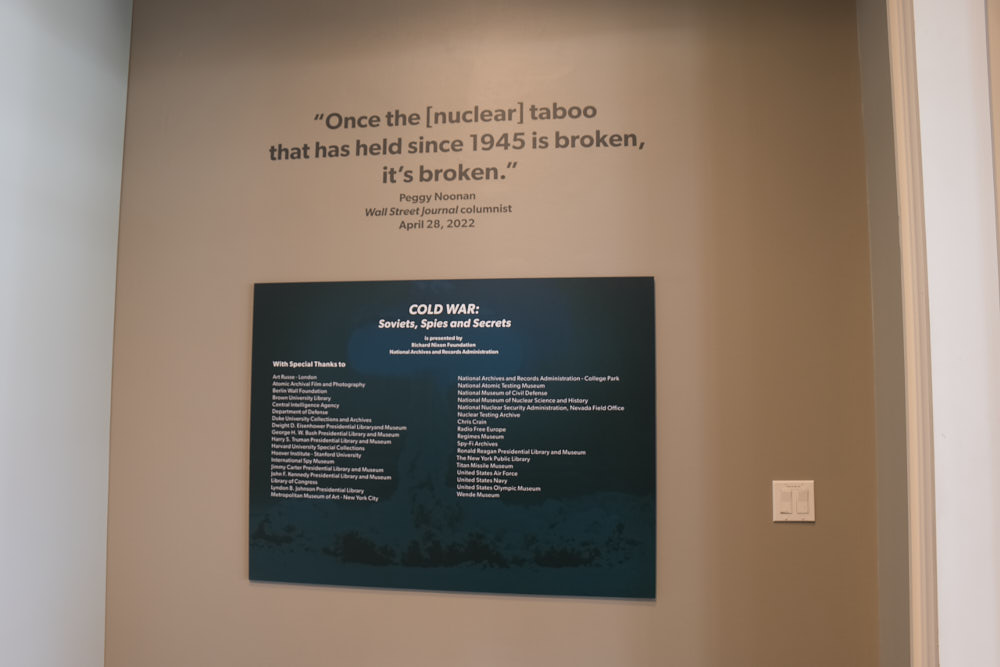 “Once the [nuclear] taboo
that has held since 1945 is broken,
it’s broken.”
Peggy Noonan
Wall Street Journal columnist
April 28, 2022
COLD WAR:
Soviets, Spies and Secrets
is presented by
Richard Nixon Foundation
National Archives and Records Administration
With Special Thanks to
Art Russe - London
Atomic Archival Film and Photography
Berlin Wall Foundation
Brown University Library
Central Intelligence Agency
Department of Defense
Duke University Collections and Archives
Dwight D. Eisenhower Presidential Libraryand Museum
George H. W. Bush Presidential Library and Museum
Harry S. Truman Presidential Library and Museum
Harvard University Special Collections
Hoover Institute - Stanford University
International Spy Museum
Jimmy Carter Presidential Library and Museum
John F. Kennedy Presidential Library and Museum
Library of Congress
Lyndon B. Johnson Presidential Library
Metropolitan Museum of Art - New York City
National Archives and Records Administration - College Park
National Atomic Testing Museum
National Museum of Civil Defense
National Museum of Nuclear Science and History
National Nuclear Security Administration, Nevada Field Office
Nuclear Testing Archive
Chris Crain
Radio Free Europe
Regimes Museum
Spy-Fi Archives
Ronald Reagan Presidential Library and Museum
The New York Public Library
Titan Missile Museum
United States Air Force
United States Navy
United States Olympic Museum
Wende Museum